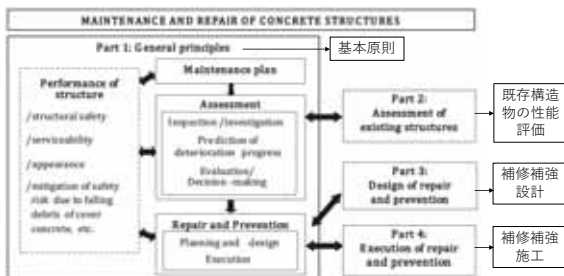 MAINTENANCE AND REPAIR OF CONCRETE STRUCTURES
Part 1: General principles
基本原則
Performance of
structure
/structural safety
/serviceability
/appearance
/mitigation of safety
risk due to falling
debris of cover
concrete, etc.
Maintenance plan
Assessment
Inspection /investigation
Prediction of
deterioration progress
Evaluation/
Decision-making
Repair and Prevention
Planning and design
Execution
Part 2:
Assessment of
existing structures
既存構造
物の性能
評価
Part 3:
Design of repair
and prevention
補修補強
設計
Part 4:
Execution of repair
and prevention
補修補強
施工